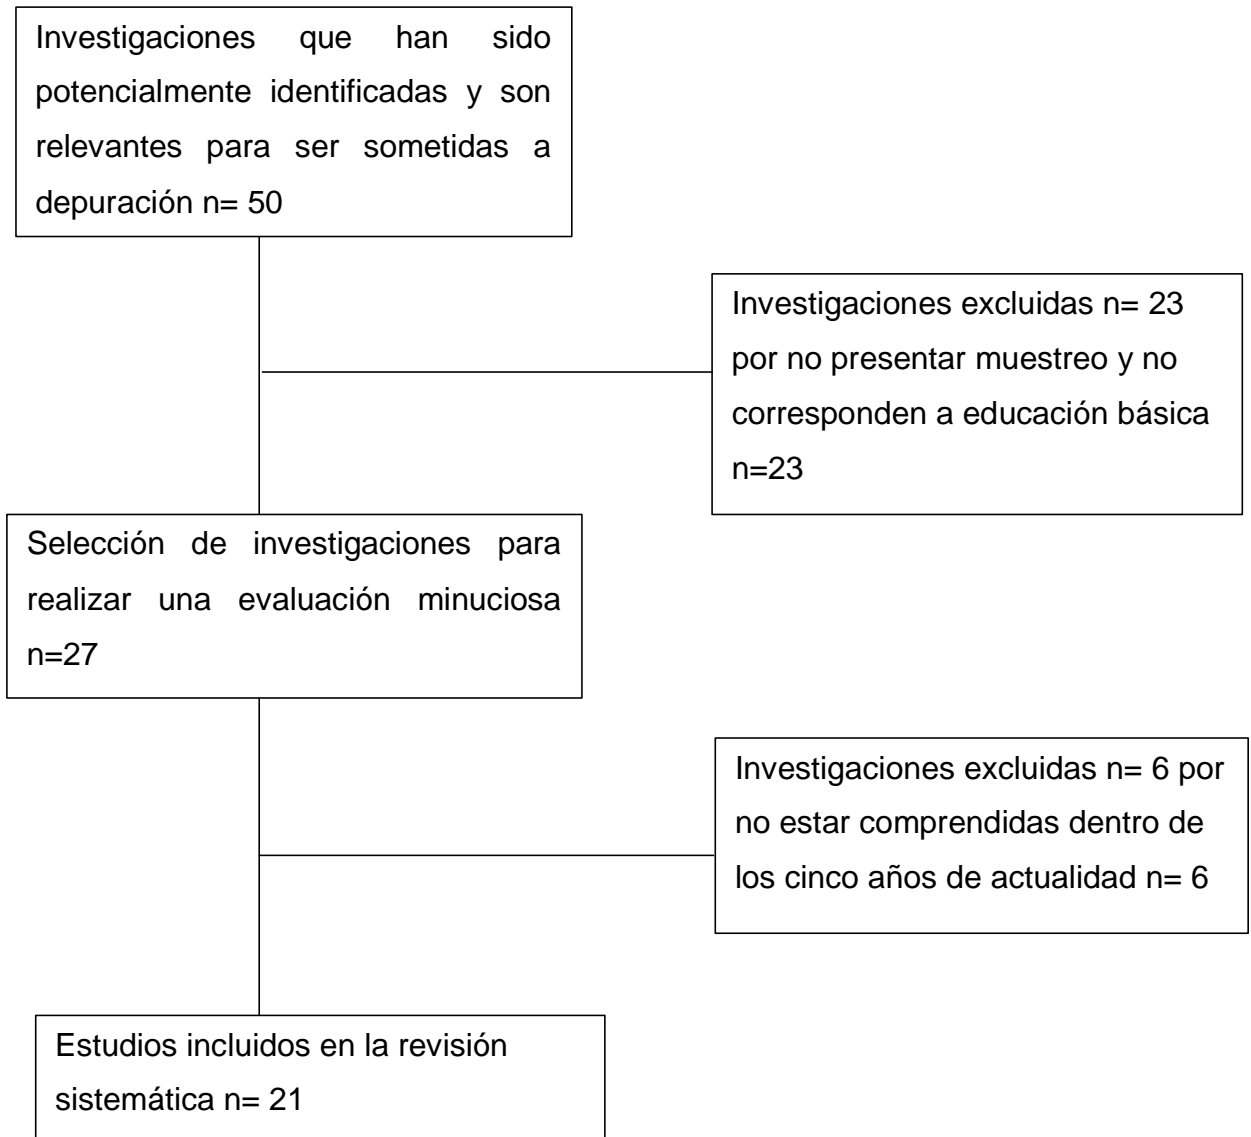 Investigaciones que han sido
potencialmente identificadas y son
relevantes para ser sometidas a
depuración n= 50
Investigaciones excluidas n= 23
por no presentar muestreo y no
corresponden a educación básica
n=23
Selección de investigaciones para
realizar una evaluación minuciosa
n=27
Investigaciones excluidas n= 6 por
no estar comprendidas dentro de
los cinco años de actualidad n= 6
Estudios incluidos en la revisión
sistemática n= 21